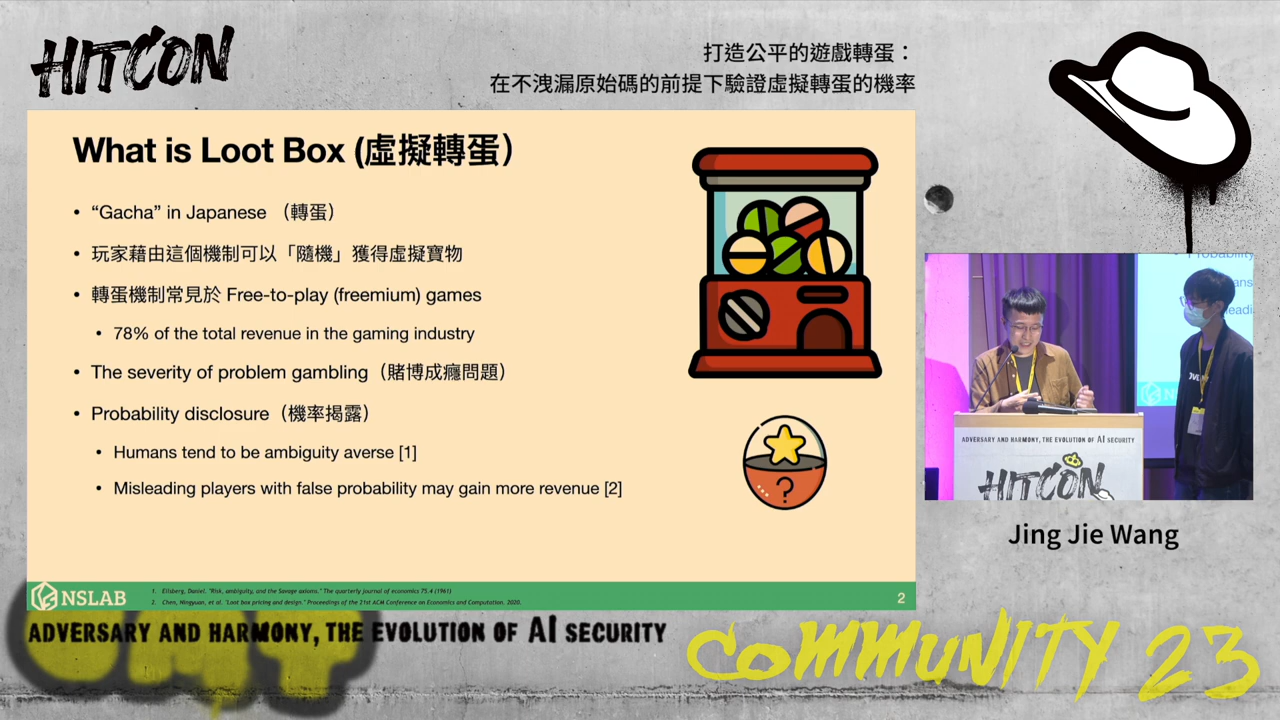 HITCON
打造公平的遊戲轉蛋：
在不洩漏原始碼的前提下驗證虛擬轉蛋的機率
What is Loot Box (虛擬轉蛋）
• “Gacha” in Japanese （轉蛋）
• 玩家藉由這個機制可以「隨機」獲得虛擬寶物
• 轉蛋機制常見於 Free-to-play (freemium) games
• 78% of the total revenue in the gaming industry
• The severity of problem gambling（賭博成癮問題）
• Probability disclosure（機率揭露）
• Humans tend to be ambiguity averse [1]
• Misleading players with false probability may gain more revenue [2]
?
NSLAB
1. Ellsberg, Daniel. "Risk, ambiguity, and the Savage axioms." The quarterly journal of economics 75.4 (1961)
2. Chen, Ningyuan, et al. "Loot box pricing and design." Proceedings of the 21st ACM Conference on Economics and Computation. 2020.
2
Probability
ADVERSARY AND HARMONY, THE EVOLUTION OF AI SECURITY
HITCON
Jing Jie Wang
ADVERSARY AND HARMONY, THE EVOLUTION OF AI SECURITY
COMMUNITY 23